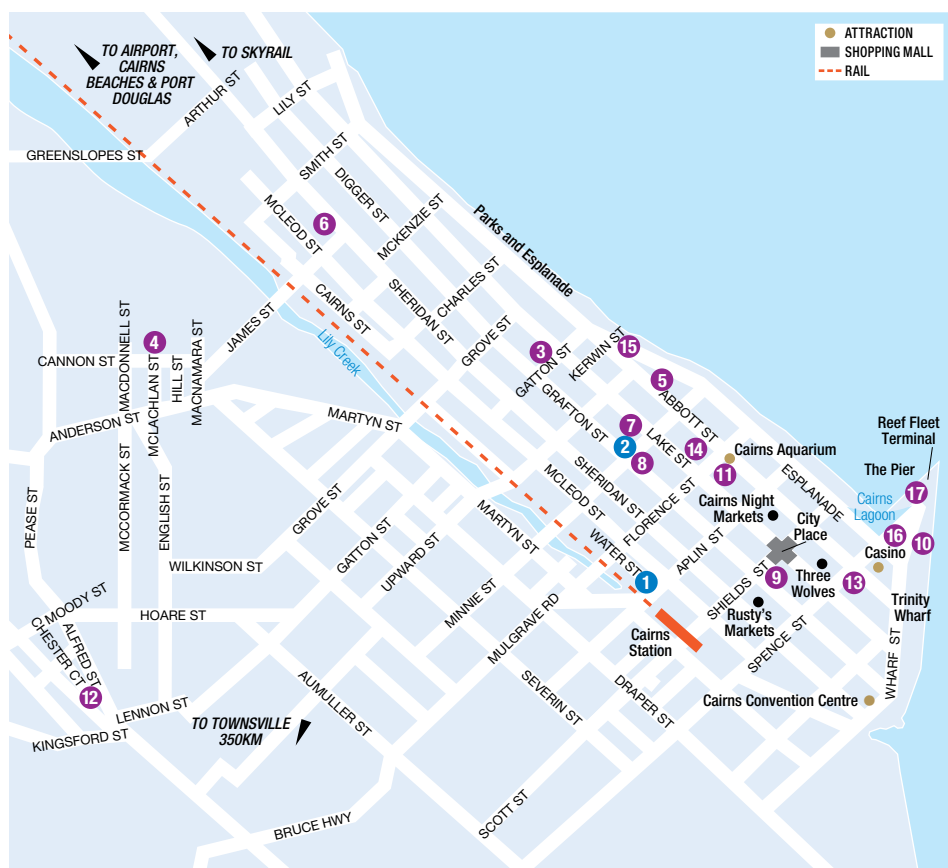 ATTRACTION
SHOPPING MALL
RAIL
TO AIRPORT,
CAIRNS
BEACHES & PORT
DOUGLAS
TO SKYRAIL
ARTHUR ST
LILY ST
GREENSLOPES ST
SMITH ST
DIGGER ST
MCKENZIE ST
MCLEOD ST
6
Parks and Esplanade
CAIRNS ST
SHERIDAN ST
CHARLES ST
JAMES ST
Lily Creek
GROVE ST
MACDONNELL ST
4
CANNON ST
MCLACHLAN ST
HILL ST
MACNAMARA ST
3
GATTON ST
KERWIN ST
15
5
ABBOTT ST
GRAFTON ST
ANDERSON ST
MARTYN ST
7
2
8
LAKE ST
14
11
Cairns Aquarium
Reef Fleet
Terminal
The Pier
17
Cairns
Lagoon
ESPLANADE
MCCORMACK ST
ENGLISH ST
PEASE ST
GROVE ST
MCLEOD ST
SHERIDAN ST
FLORENCE ST
Cairns Night
Markets
City
Place
16
10
Casino
MARTYN ST
WATER ST
APLIN ST
1
SHIELDS ST
9
Three
Wolves
13
Trinity
Wharf
WILKINSON ST
GATTON ST
UPWARD ST
MINNIE ST
MULGRAVE RD
Rusty's
Markets
SPENCE ST
Cairns
Station
MOODY ST
HOARE ST
ALFRED ST
CHESTER CT
12
LENNON ST
KINGSFORD ST
AUMULLER ST
SEVERIN ST
DRAPER ST
WHARF ST
Cairns Convention Centre
TO TOWNSVILLE
350KM
BRUCE HWY
SCOTT ST